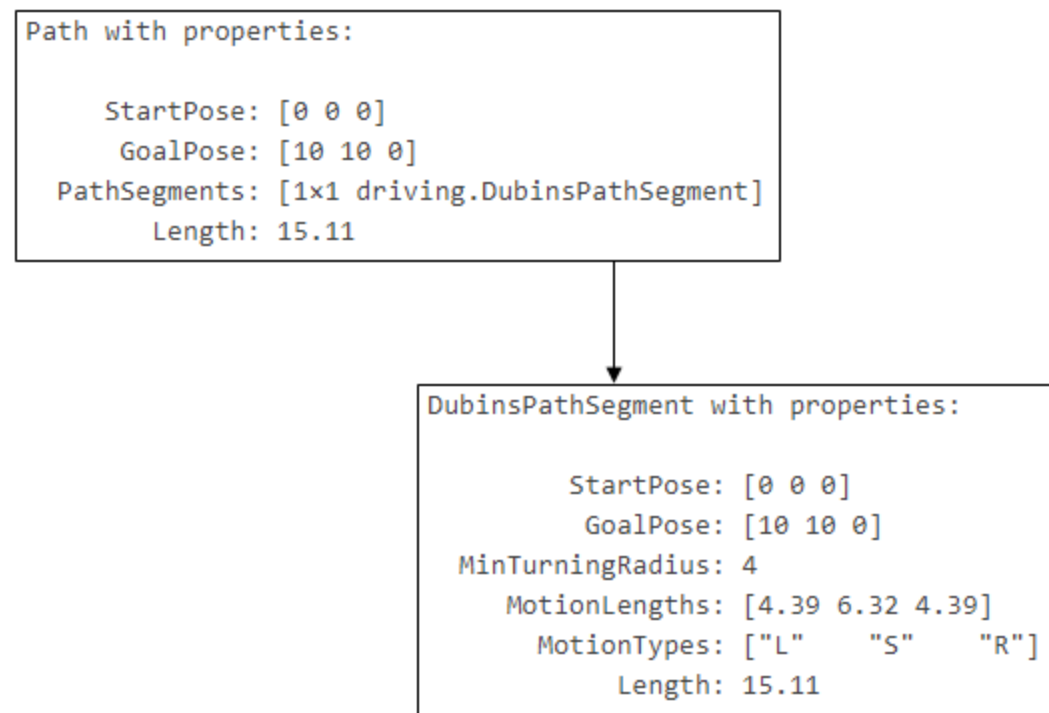 Path with properties:
StartPose: [0 0 0]
GoalPose: [10 10 0]
PathSegments: [1×1 driving.DubinsPathSegment]
Length: 15.11
DubinsPathSegment with properties:
StartPose: [0 0 0]
GoalPose: [10 10 0]
MinTurningRadius: 4
MotionLengths: [4.39 6.32 4.39]
MotionTypes: ["L"    "S"    "R"]
Length: 15.11